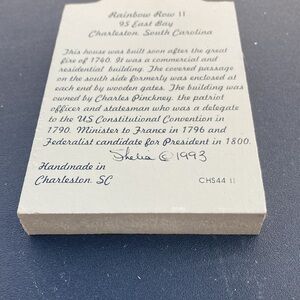 Rainbow Row 11
95 East Bay
Charleston, South Carolina
This house was built soon after the great
fire of 1740. It was a commercial and
residential building. The covered passage
on the south side formerly was enclosed at
each end by wooden gates. The building was
owned by Charles Pinckney, the patriot
officer and statesman who was a delegate
to the US Constitutional Convention in
1790. Minister to France in 1796 and
Federalist candidate for President in 1800.
Shelia © 1993
Handmade in
Charleston, SC
CHS44 11